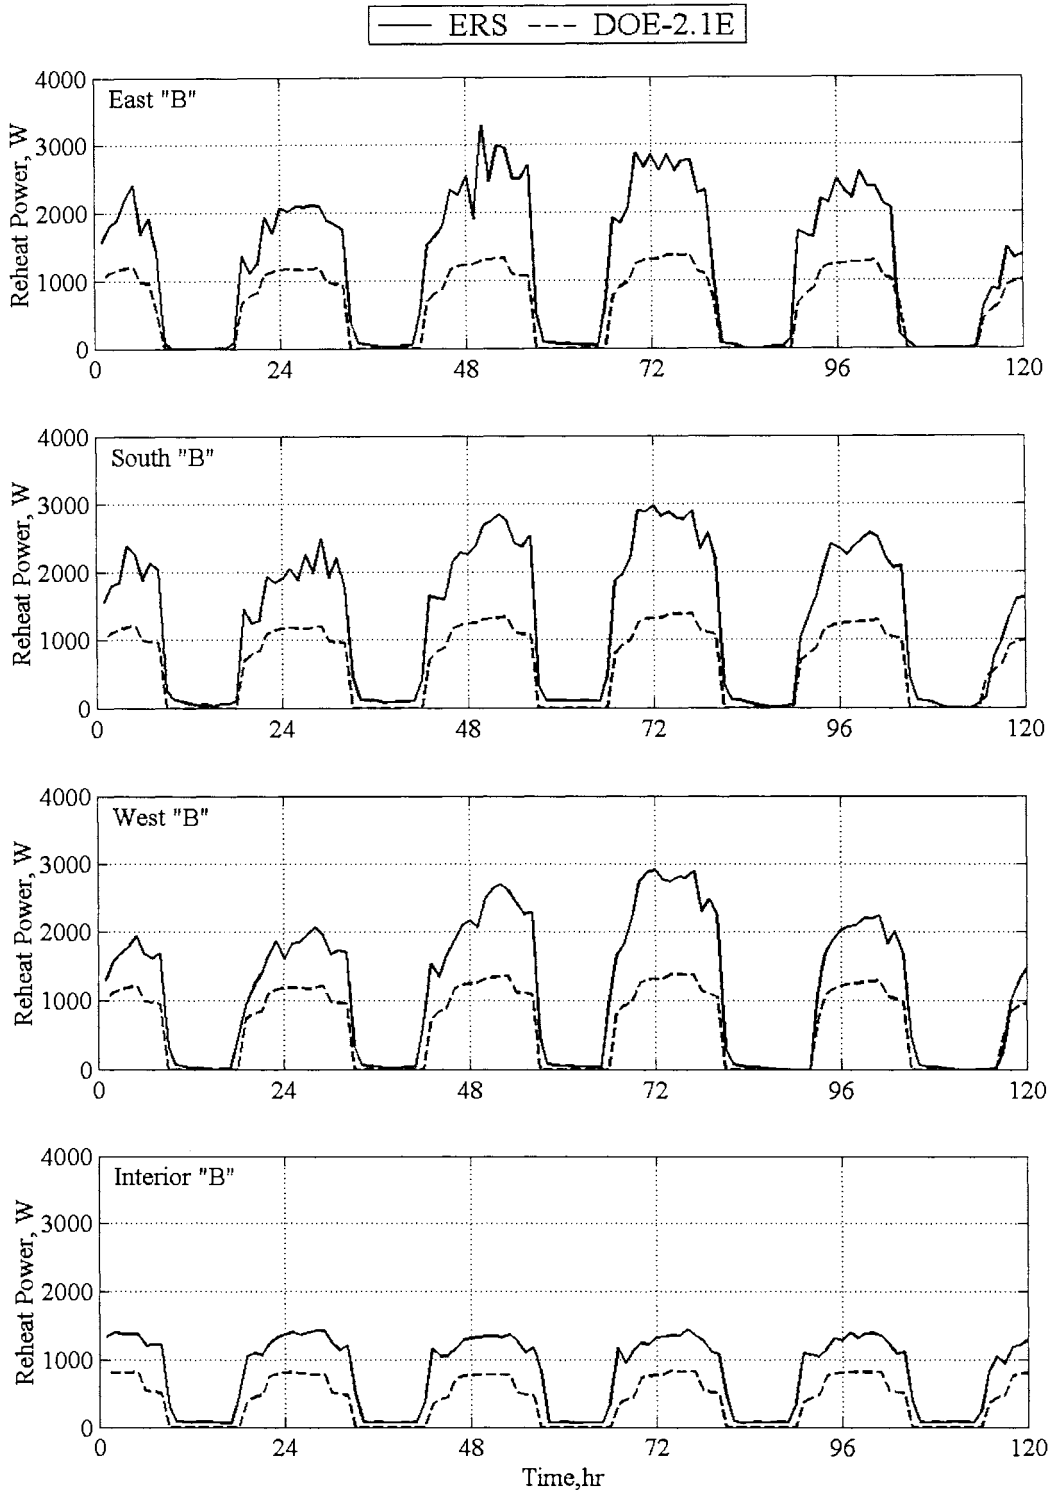 ERS DOE-2.1E
East "B"
Reheat Power, W
4000
3000
2000
1000
0
0 24 48 72 96 120
South "B"
Reheat Power, W
4000
3000
2000
1000
0
0 24 48 72 96 120
West "B"
Reheat Power, W
4000
3000
2000
1000
0
0 24 48 72 96 120
Interior "B"
Reheat Power, W
4000
3000
2000
1000
0
0 24 48 72 96 120
Time,hr